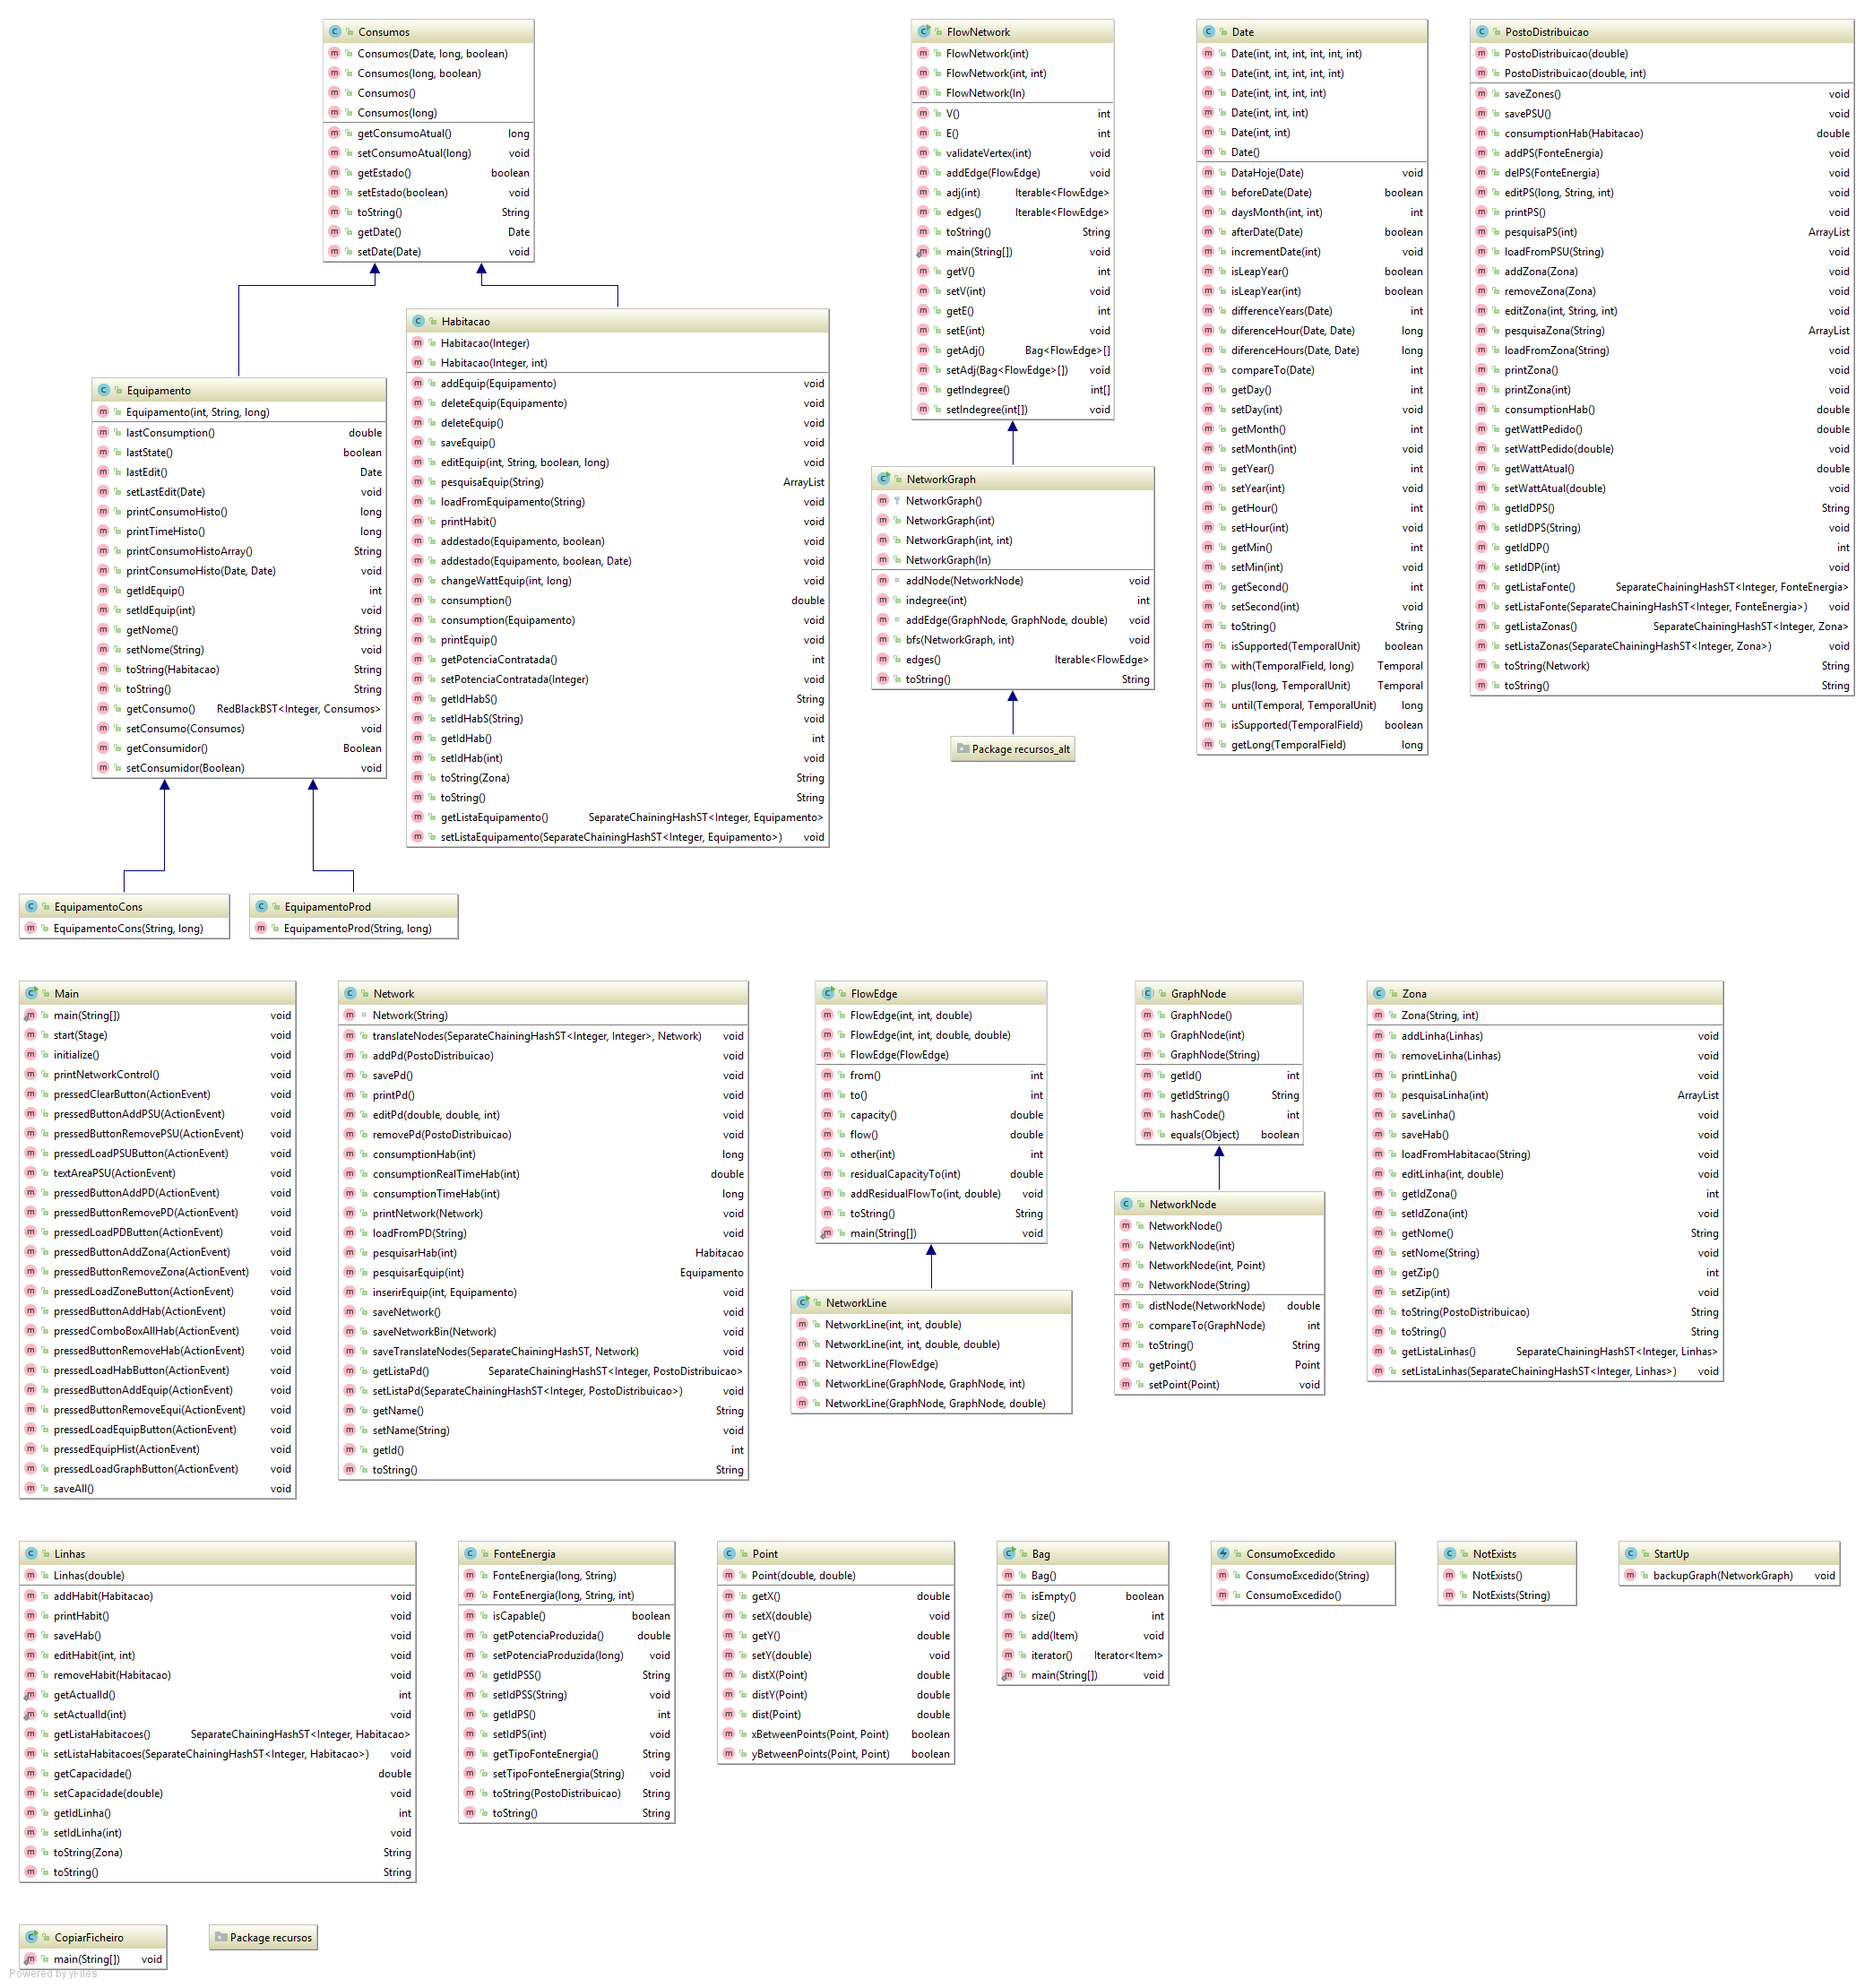 Consumos
Consumos(Date, long, boolean)
Consumos(long, boolean)
Consumos()
Consumos(long)
getConsumoAtual() long
setConsumoAtual(long) void
getEstado() boolean
setEstado(boolean) void
toString() String
getDate() Date
setDate(Date) void
FlowNetwork
FlowNetwork(int)
FlowNetwork(int, int)
FlowNetwork(In)
V() int
E() int
validateVertex(int) void
addEdge(FlowEdge) void
adj(int) Iterable<FlowEdge>
edges() Iterable<FlowEdge>
toString() String
main(String[]) void
getV() int
setV(int) void
getE() int
setE(int) void
getAdj() Bag<FlowEdge>[]
setAdj(Bag<FlowEdge>[]) void
getIndegree() int[]
setIndegree(int[]) void
Date
Date(int, int, int, int, int, int)
Date(int, int, int, int, int)
Date(int, int, int, int)
Date(int, int, int)
Date(int, int)
Date()
DataHoje(Date) void
beforeDate(Date) boolean
daysMonth(int, int) int
afterDate(Date) boolean
incrementDate(int) void
isLeapYear() boolean
isLeapYear(int) boolean
differenceYears(Date) int
diferenceHour(Date, Date) long
diferenceHours(Date, Date) long
compareTo(Date) int
getDay() int
setDay(int) void
getMonth() int
setMonth(int) void
getYear() int
setYear(int) void
getHour() int
setHour(int) void
getMin() int
setMin(int) void
getSecond() int
setSecond(int) void
toString() String
isSupported(TemporalUnit) boolean
with(TemporalField, long) Temporal
plus(long, TemporalUnit) Temporal
until(Temporal, TemporalUnit) long
isSupported(TemporalField) boolean
getLong(TemporalField) long
PostoDistribuicao
PostoDistribuicao(double)
PostoDistribuicao(double, int)
saveZones() void
savePSU() void
consumptionHab(Habitacao) double
addPS(FonteEnergia) void
delPS(FonteEnergia) void
editPS(long, String, int) void
printPS() void
pesquisaPS(int) ArrayList
loadFromPSU(String) void
addZona(Zona) void
removeZona(Zona) void
editZona(int, String, int) void
pesquisaZona(String) ArrayList
loadFromZona(String) void
printZona() void
printZona(int) void
consumptionHab() double
getWattPedido() double
setWattPedido(double) void
getWattAtual() double
setWattAtual(double) void
getIdDPS() String
setIdDPS(String) void
getIdDP() int
setIdDP(int) void
getListaFonte() SeparateChainingHashST<Integer, FonteEnergia>
setListaFonte(SeparateChainingHashST<Integer, FonteEnergia>) void
getListaZonas() SeparateChainingHashST<Integer, Zona>
setListaZonas(SeparateChainingHashST<Integer, Zona>) void
toString(Network) String
toString() String
Equipamento
Equipamento(int, String, long)
lastConsumption() double
lastState() boolean
lastEdit() Date
setLastEdit(Date) void
printConsumoHisto() long
printTimeHisto() long
printConsumoHistoArray() String
printConsumoHisto(Date, Date) void
getIdEquip() int
setIdEquip(int) void
getNome() String
setNome(String) void
toString(Habitacao) String
toString() String
getConsumo() RedBlackBST<Integer, Consumos>
setConsumo(Consumos) void
getConsumidor() Boolean
setConsumidor(Boolean) void
Habitacao
Habitacao(Integer)
Habitacao(Integer, int)
addEquip(Equipamento) void
deleteEquip(Equipamento) void
deleteEquip() void
saveEquip() void
editEquip(int, String, boolean, long) void
pesquisaEquip(String) ArrayList
loadFromEquipamento(String) void
printHabit() void
addestado(Equipamento, boolean) void
addestado(Equipamento, boolean, Date) void
changeWattEquip(int, long) void
consumption() double
consumption(Equipamento) void
printEquip() void
getPotenciaContratada() int
setPotenciaContratada(Integer) void
getIdHabS() String
setIdHabS(String) void
getIdHab() int
setIdHab(int) void
toString(Zona) String
toString() String
getListaEquipamento() SeparateChainingHashST<Integer, Equipamento>
setListaEquipamento(SeparateChainingHashST<Integer, Equipamento>) void
NetworkGraph
NetworkGraph()
NetworkGraph(int)
NetworkGraph(int, int)
NetworkGraph(In)
addNode(NetworkNode) void
indegree(int) int
addEdge(GraphNode, GraphNode, double) void
bfs(NetworkGraph, int) void
edges() Iterable<FlowEdge>
toString() String
Package recursos_alt
EquipamentoCons
EquipamentoCons(String, long)
EquipamentoProd
EquipamentoProd(String, long)
Main
main(String[]) void
start(Stage) void
initialize() void
printNetworkControl() void
pressedClearButton(ActionEvent) void
pressedButtonAddPSU(ActionEvent) void
pressedButtonRemovePSU(ActionEvent) void
pressedLoadPSUButton(ActionEvent) void
textAreaPSU(ActionEvent) void
pressedButtonAddPD(ActionEvent) void
pressedButtonRemovePD(ActionEvent) void
pressedLoadPDButton(ActionEvent) void
pressedButtonAddZona(ActionEvent) void
pressedButtonRemoveZona(ActionEvent) void
pressedLoadZoneButton(ActionEvent) void
pressedButtonAddHab(ActionEvent) void
pressedComboBoxAllHab(ActionEvent) void
pressedButtonRemoveHab(ActionEvent) void
pressedLoadHabButton(ActionEvent) void
pressedButtonAddEquip(ActionEvent) void
pressedButtonRemoveEqui(ActionEvent) void
pressedLoadEquipButton(ActionEvent) void
pressedEquipHist(ActionEvent) void
pressedLoadGraphButton(ActionEvent) void
saveAll() void
Network
Network(String)
translateNodes(SeparateChainingHashST<Integer, Integer>, Network) void
addPd(PostoDistribuicao) void
savePd() void
printPd() void
editPd(double, double, int) void
removePd(PostoDistribuicao) void
consumptionHab(int) long
consumptionRealTimeHab(int) double
consumptionTimeHab(int) long
printNetwork(Network) void
loadFromPD(String) void
pesquisarHab(int) Habitacao
pesquisarEquip(int) Equipamento
inserirEquip(int, Equipamento) void
saveNetwork() void
saveNetworkBin(Network) void
saveTranslateNodes(SeparateChainingHashST, Network) void
getListaPd() SeparateChainingHashST<Integer, PostoDistribuicao>
setListaPd(SeparateChainingHashST<Integer, PostoDistribuicao>) void
getName() String
setName(String) void
getId() int
toString() String
FlowEdge
FlowEdge(int, int, double)
FlowEdge(int, int, double, double)
FlowEdge(FlowEdge)
from() int
to() int
capacity() double
flow() double
other(int) int
residualCapacityTo(int) double
addResidualFlowTo(int, double) void
toString() String
main(String[]) void
NetworkLine
NetworkLine(int, int, double)
NetworkLine(int, int, double, double)
NetworkLine(FlowEdge)
NetworkLine(GraphNode, GraphNode, int)
NetworkLine(GraphNode, GraphNode, double)
GraphNode
GraphNode()
GraphNode(int)
GraphNode(String)
getId() int
getIdString() String
hashCode() int
equals(Object) boolean
NetworkNode
NetworkNode()
NetworkNode(int)
NetworkNode(int, Point)
NetworkNode(String)
distNode(NetworkNode) double
compareTo(GraphNode) int
toString() String
getPoint() Point
setPoint(Point) void
Zona
Zona(String, int)
addLinha(Linhas) void
removeLinha(Linhas) void
printLinha() void
pesquisaLinha(int) ArrayList
saveLinha() void
saveHab() void
loadFromHabitacao(String) void
editLinha(int, double) void
getIdZona() int
setIdZona(int) void
getNome() String
setNome(String) void
getZip() int
setZip(int) void
toString(PostoDistribuicao) String
toString() String
getListaLinhas() SeparateChainingHashST<Integer, Linhas>
setListaLinhas(SeparateChainingHashST<Integer, Linhas>) void
Linhas
Linhas(double)
addHabit(Habitacao) void
printHabit() void
saveHab() void
editHabit(int, int) void
removeHabit(Habitacao) void
getActualId() int
setActualId(int) void
getListaHabitacoes() SeparateChainingHashST<Integer, Habitacao>
setListaHabitacoes(SeparateChainingHashST<Integer, Habitacao>) void
getCapacidade() double
setCapacidade(double) void
getIdLinha() int
setIdLinha(int) void
toString(Zona) String
toString() String
FonteEnergia
FonteEnergia(long, String)
FonteEnergia(long, String, int)
isCapable() boolean
getPotenciaProduzida() double
setPotenciaProduzida(long) void
getIdPSS() String
setIdPSS(String) void
getIdPS() int
setIdPS(int) void
getTipoFonteEnergia() String
setTipoFonteEnergia(String) void
toString(PostoDistribuicao) String
toString() String
Point
Point(double, double)
getX() double
setX(double) void
getY() double
setY(double) void
distX(Point) double
distY(Point) double
dist(Point) double
xBetweenPoints(Point, Point) boolean
yBetweenPoints(Point, Point) boolean
Bag
Bag()
isEmpty() boolean
size() int
add(Item) void
iterator() Iterator<Item>
main(String[]) void
ConsumoExcedido
ConsumoExcedido(String)
ConsumoExcedido()
NotExists
NotExists()
NotExists(String)
StartUp
backupGraph(NetworkGraph) void
CopiarFicheiro
main(String[]) void
Package recursos
Powered by yFiles